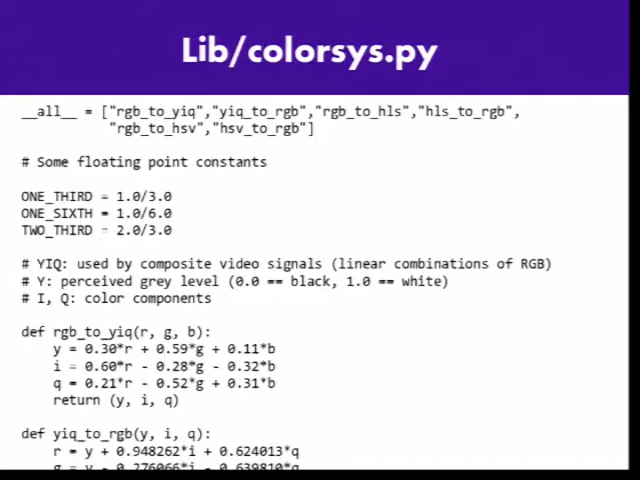 Lib/colorsys.py
__all__ = ["rgb_to_yiq","yiq_to_rgb","rgb_to_hls","hls_to_rgb",
"rgb_to_hsv","hsv_to_rgb"]
# Some floating point constants
ONE_THIRD = 1.0/3.0
ONE_SIXTH = 1.0/6.0
TWO_THIRD = 2.0/3.0
# YIQ: used by composite video signals (linear combinations of RGB)
# Y: perceived grey level (0.0 == black, 1.0 == white)
# I, Q: color components
def rgb_to_yiq(r, g, b):
y = 0.30*r + 0.59*g + 0.11*b
i = 0.60*r - 0.28*g - 0.32*b
q = 0.21*r - 0.52*g + 0.31*b
return (y, i, q)
def yiq_to_rgb(y, i, q):
r = y + 0.948262*i + 0.624013*q
g = y - 0.276066*i - 0.639810*q